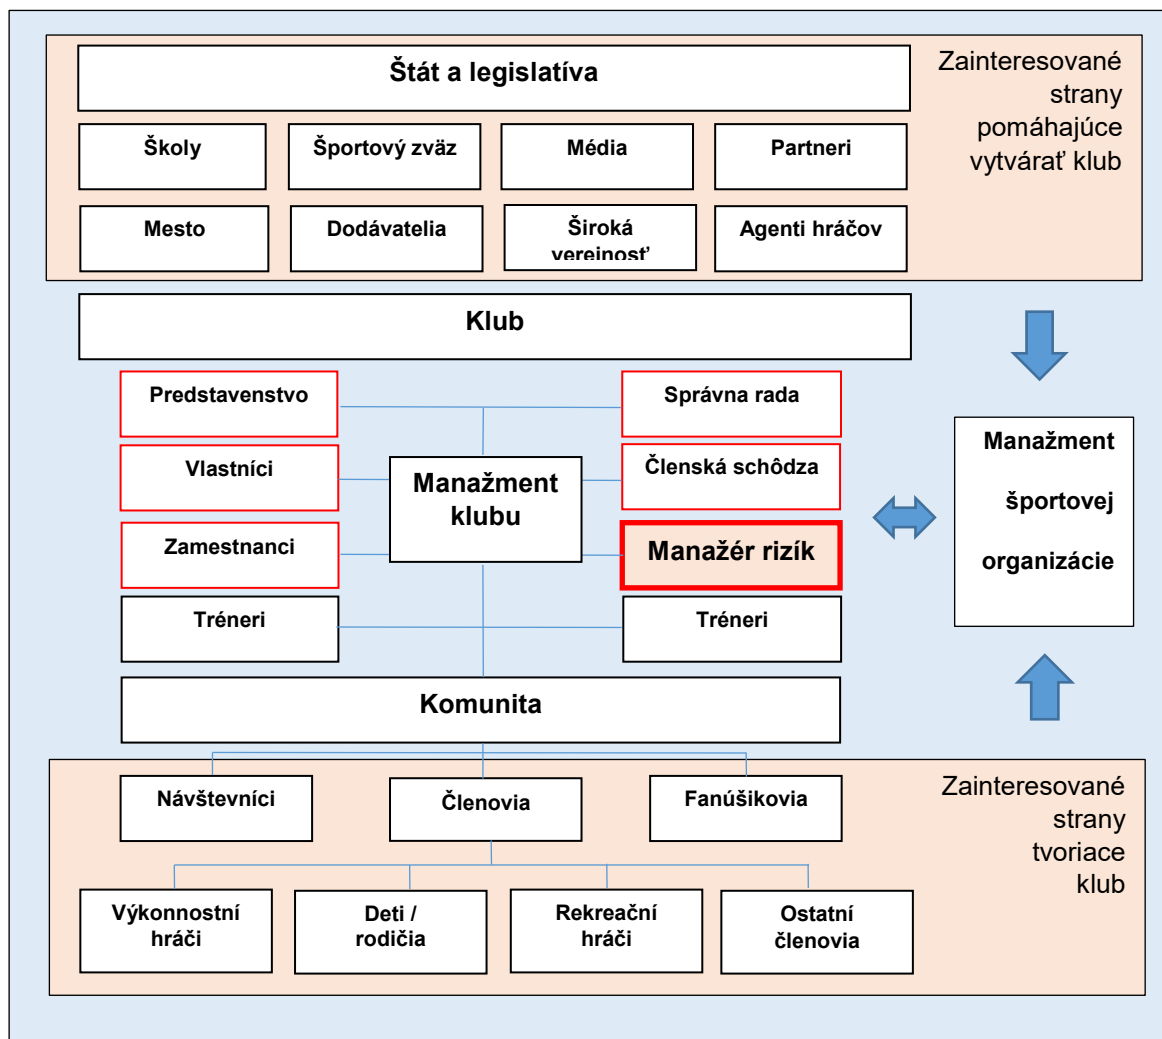 Štát a legislatíva
Zainteresované
strany
pomáhajúce
vytvárať klub
Školy
Športový zväz
Média
Partneri
Mesto
Dodávatelia
Široká
vereinosť
Agenti hráčov
Klub
Predstavenstvo
Správna rada
Vlastníci
Členská schôdza
Manažment
klubu
Zamestnanci
Manažér rizík
Tréneri
Tréneri
Manažment
športovej
organizácie
Komunita
Návštevníci
Členovia
Fanúšikovia
Zainteresované
strany
tvoriace
klub
Výkonnostní
hráči
Deti /
rodičia
Rekreační
hráči
Ostatní
členovia